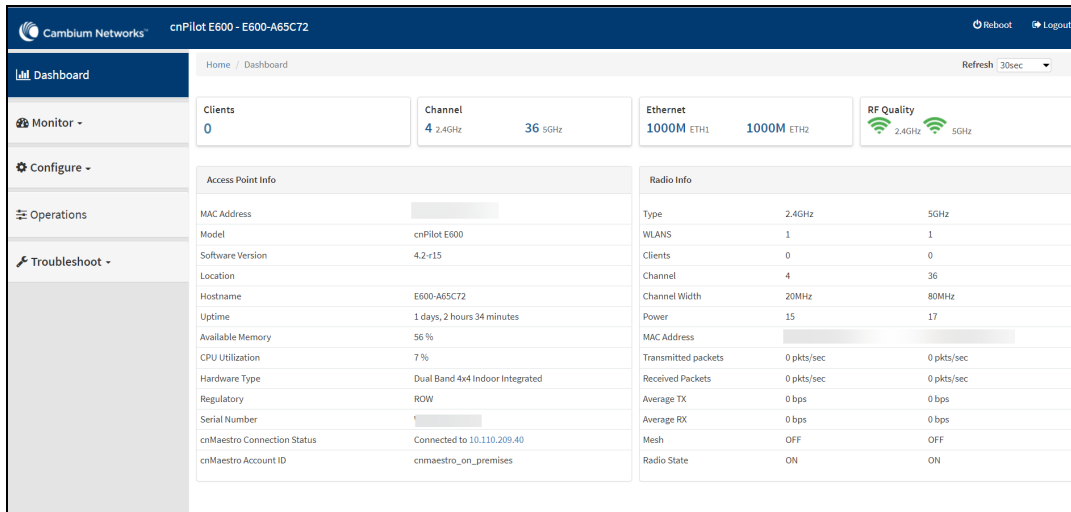 Cambium Networks™ cnPilot E600 - E600-A65C72 Reboot Logout
Dashboard
Monitor
Configure
Operations
Troubleshoot
Home / Dashboard Refresh 30sec
Clients
0
Channel
4 2.4GHz 36 5GHz
Ethernet
1000M ETH1 1000M ETH2
RF Quality
2.4GHz 5GHz
Access Point Info
MAC Address
Model cnPilot E600
Software Version 4.2-r15
Location
Hostname E600-A65C72
Uptime 1 days, 2 hours 34 minutes
Available Memory 56 %
CPU Utilization 7 %
Hardware Type Dual Band 4x4 Indoor Integrated
Regulatory ROW
Serial Number
cnMaestro Connection Status Connected to 10.110.209.40
cnMaestro Account ID cnmaestro_on_premises
Radio Info
Type 2.4GHz 5GHz
WLANS 1 1
Clients 0 0
Channel 4 36
Channel Width 20MHz 80MHz
Power 15 17
MAC Address
Transmitted packets 0 pkts/sec 0 pkts/sec
Received Packets 0 pkts/sec 0 pkts/sec
Average TX 0 bps 0 bps
Average RX 0 bps 0 bps
Mesh OFF OFF
Radio State ON ON